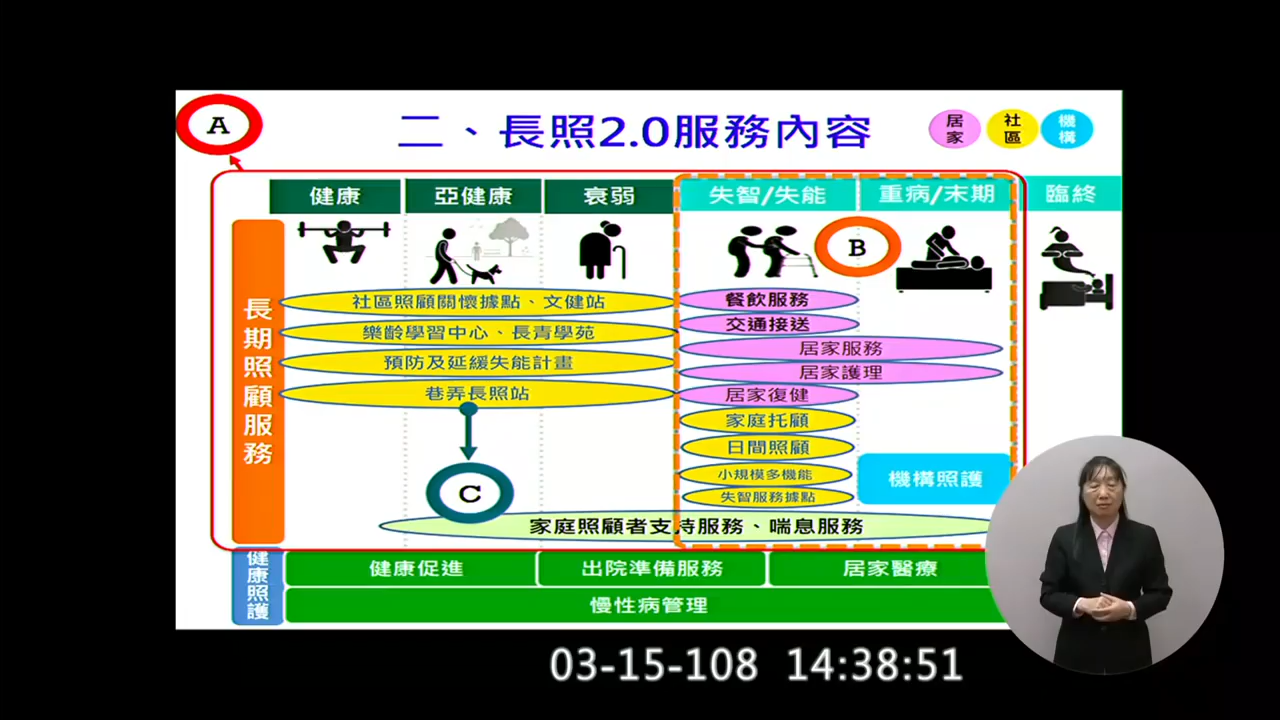 A
二、長照2.0服務內容
居家
社區
機構
健康
亞健康
衰弱
失智/失能
重病/末期
臨終
長期照顧服務
B
社區照顧關懷據點、文健站
樂齡學習中心、長青學苑
預防及延緩失能計畫
巷弄長照站
C
餐飲服務
交通接送
居家服務
居家護理
居家復健
家庭托顧
日間照顧
小規模多機能
失智服務據點
機構照護
家庭照顧者支持服務、喘息服務
健康照護
健康促進
出院準備服務
居家醫療
慢性病管理
03-15-108 14:38:51